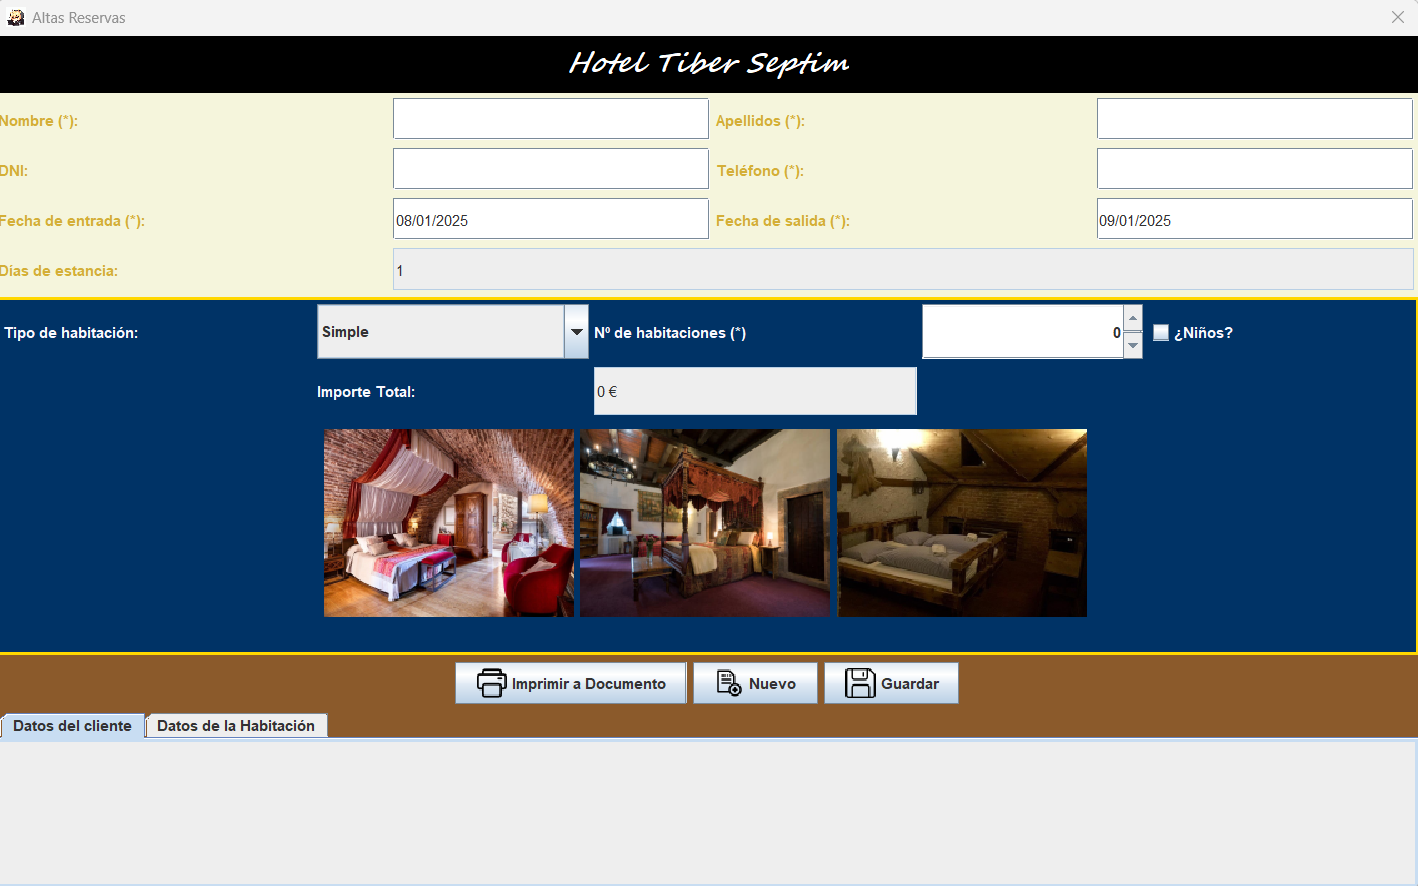 Altas Reservas
Hotel Tiber Septim
Nombre (*): Apellidos (*):
DNI: Teléfono (*):
Fecha de entrada (*): 08/01/2025 Fecha de salida (*): 09/01/2025
Días de estancia: 1
Tipo de habitación: Simple Nº de habitaciones (*) 0 ¿Niños?
Importe Total: 0 €
Imprimir a Documento Nuevo Guardar
Datos del cliente Datos de la Habitación